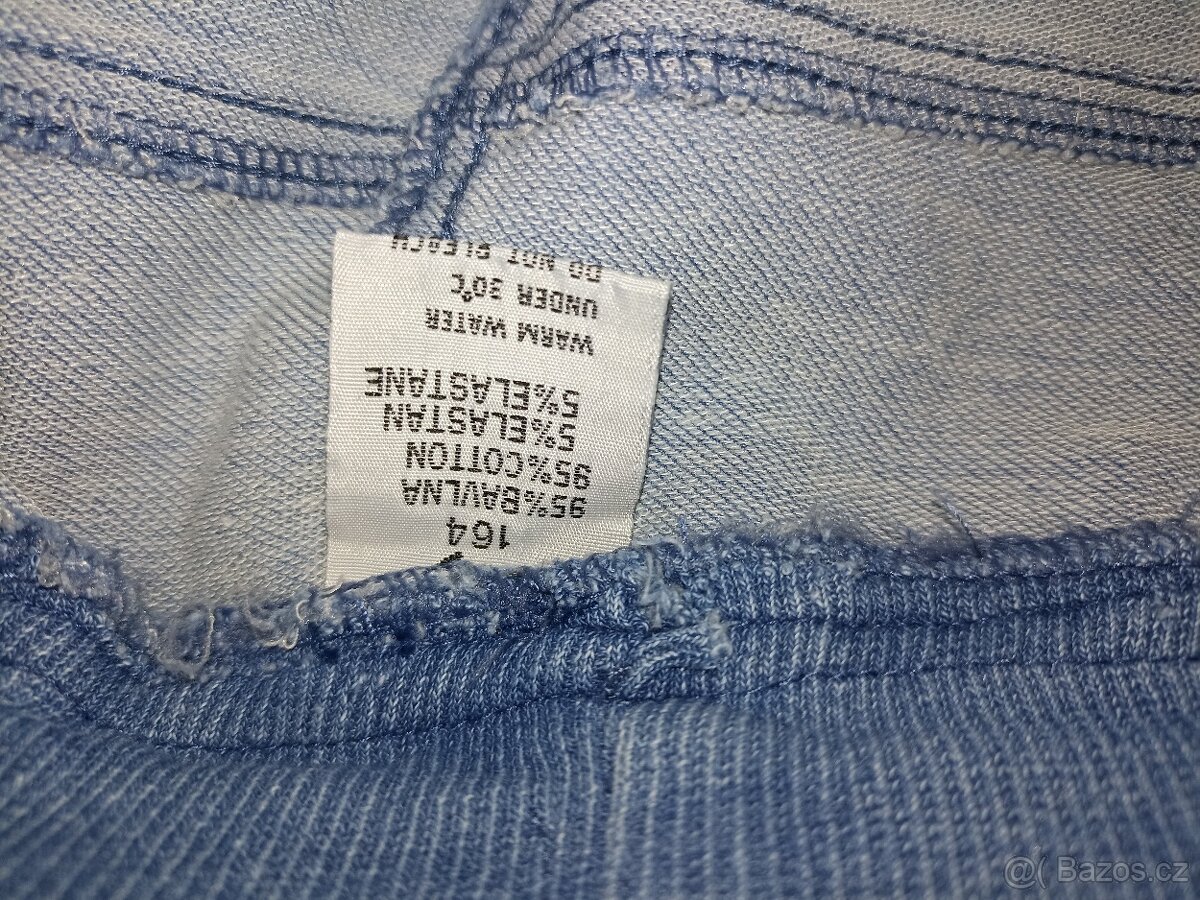 164
95%BAVLNA
95%COTTON
5%ELASTAN
5%ELASTANE
WARM WATER
UNDER 30°C
DO NOT BLEACH
@( Bazos.cz